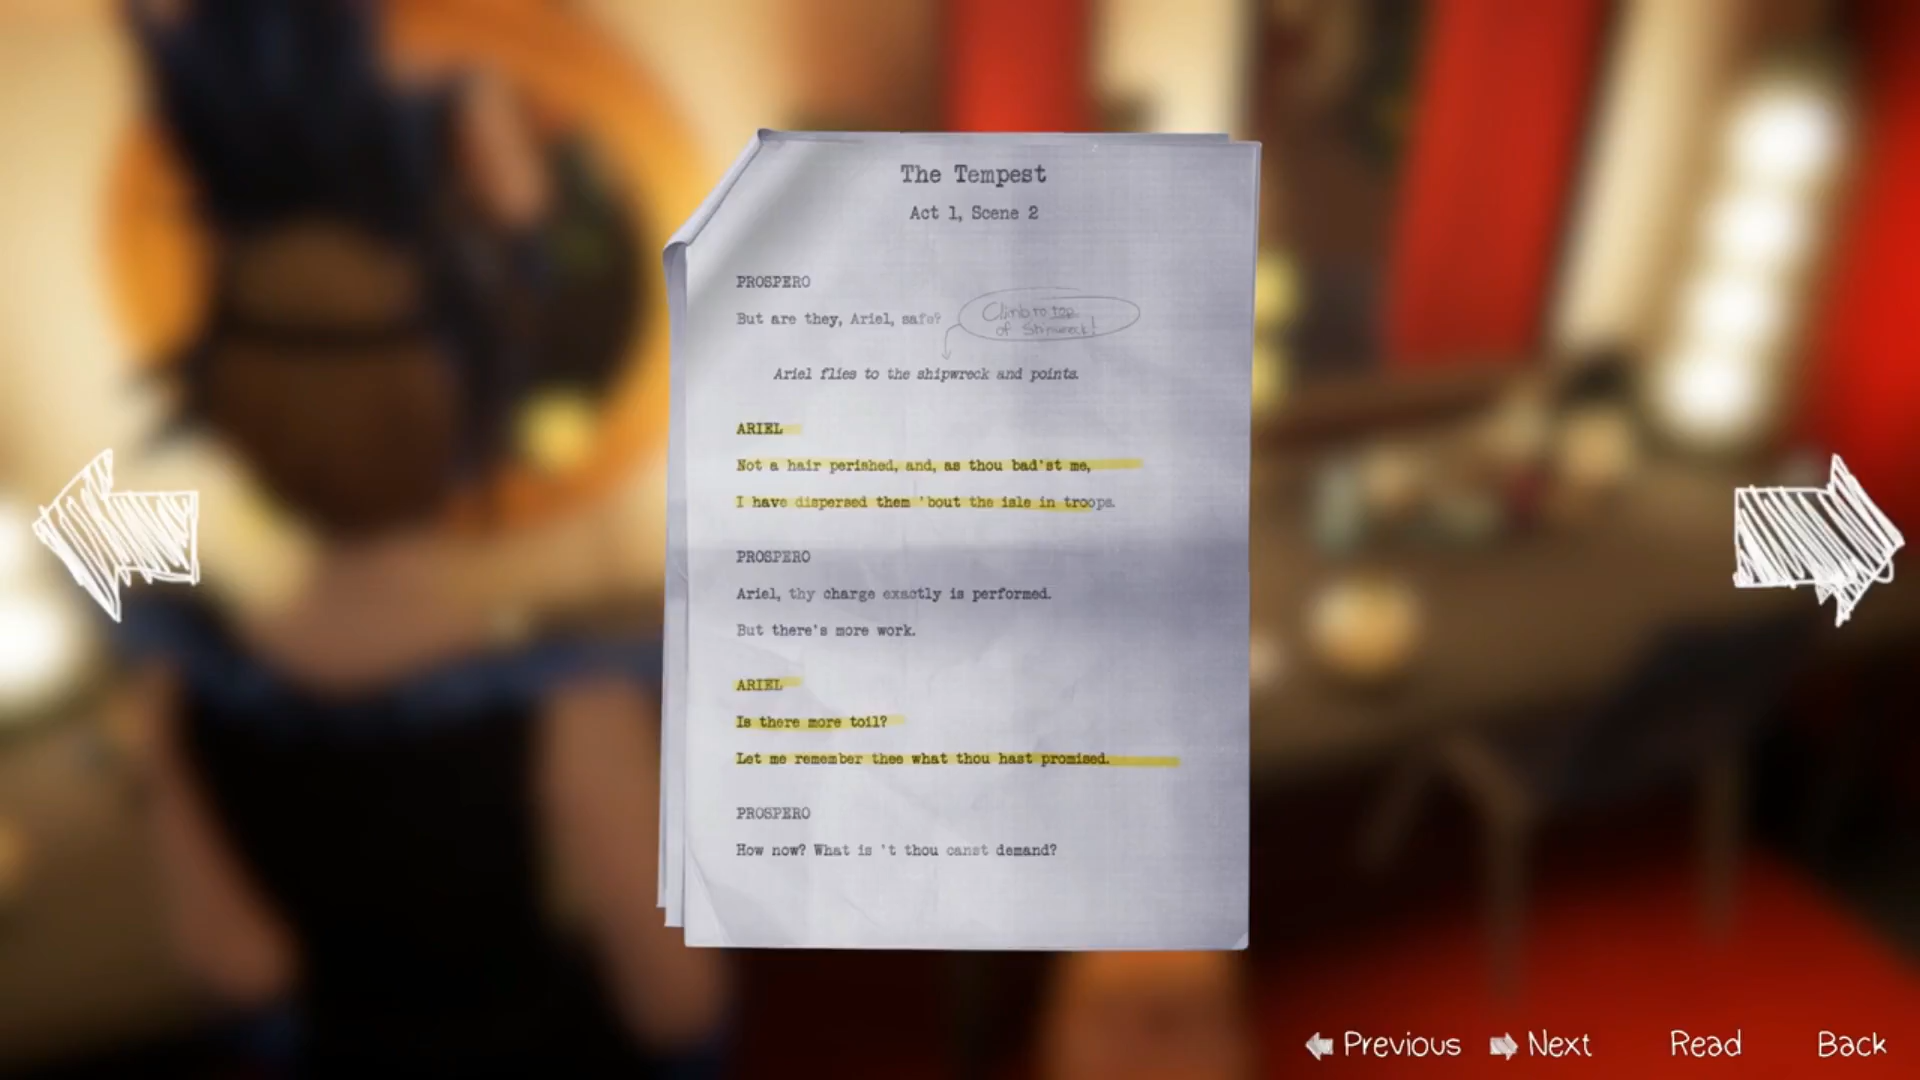 The Tempest
Act 1, Scene 2
PROSPERO
But are they, Ariel, safe?
Climb to top
of Shipwreck!
Ariel flies to the shipwreck and points.
ARIEL
Not a hair perished, and, as thou bad'st me,
I have dispersed them 'bout the isle in troops.
PROSPERO
Ariel, thy charge exactly is performed.
But there's more work.
ARIEL
Is there more toil?
Let me remember thee what thou hast promised.
PROSPERO
How now? What is 't thou canst demand?
Previous
Next
Read
Back